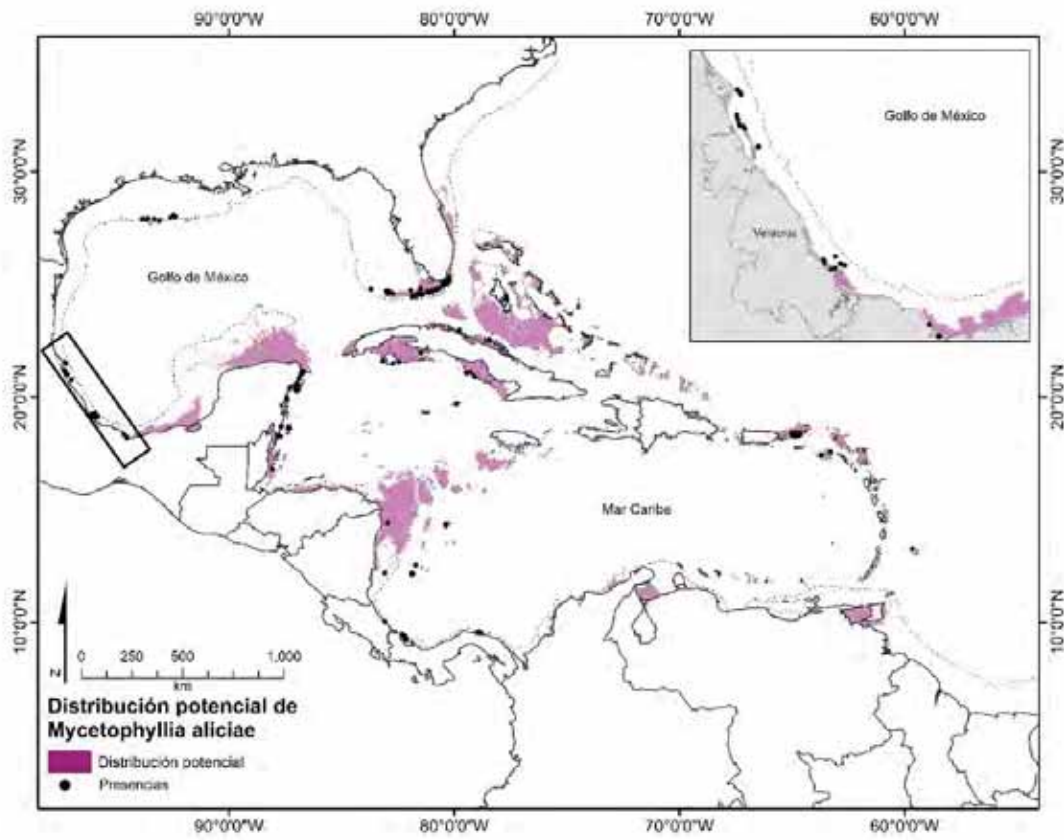 90°0'0"W 80°0'0"W 70°0'0"W 60°0'0"W
Golfo de México
Veracruz
30°0'0"N 30°0'0"N
Golfo de México
20°0'0"N 20°0'0"N
Mar Caribe
10°0'0"N 10°0'0"N
N
0 250 500 1,000
km
Distribución potencial de
Mycetophyllia aliciae
Distribución potencial
Presencias
90°0'0"W 80°0'0"W 70°0'0"W 60°0'0"W